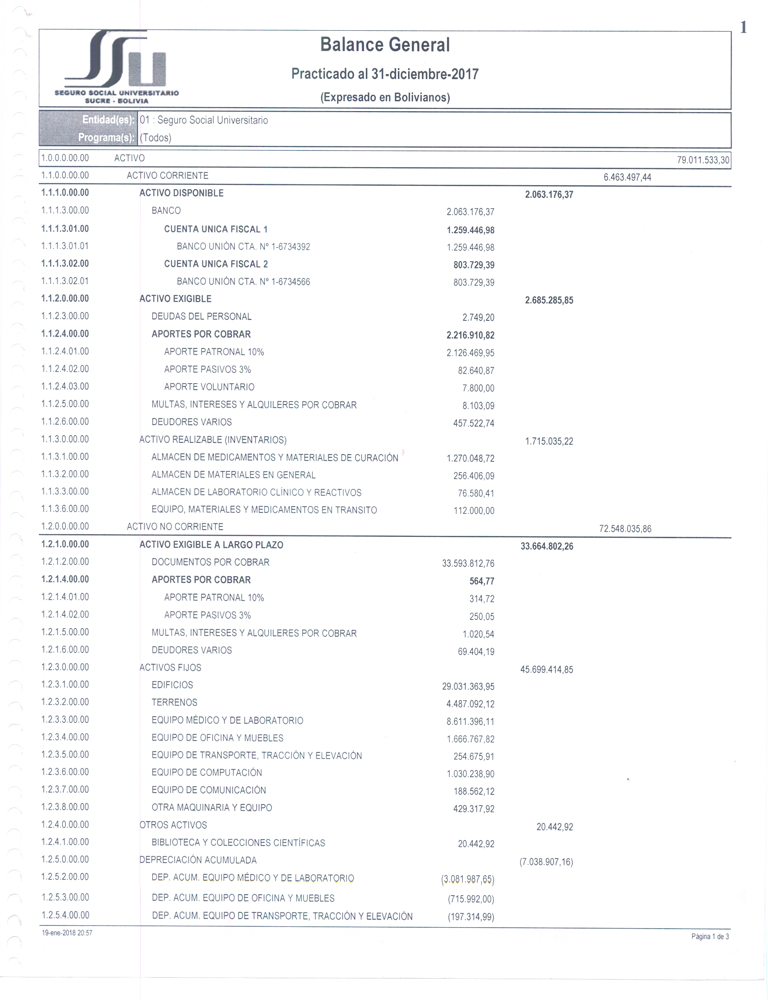 1
Balance General
Practicado al 31-diciembre-2017
(Expresado en Bolivianos)
SEGURO SOCIAL UNIVERSITARIO
SUCRE - BOLIVIA
Entidad(es): 01 : Seguro Social Universitario
Programa(s): (Todos)
1.0.0.0.00.00 ACTIVO 79.011.533,30
1.1.0.0.00.00 ACTIVO CORRIENTE 6.463.497,44
1.1.1.0.00.00 ACTIVO DISPONIBLE 2.063.176,37
1.1.1.3.00.00 BANCO 2.063.176,37
1.1.1.3.01.00 CUENTA UNICA FISCAL 1 1.259.446,98
1.1.1.3.01.01 BANCO UNIÓN CTA. Nº 1-6734392 1.259.446,98
1.1.1.3.02.00 CUENTA UNICA FISCAL 2 803.729,39
1.1.1.3.02.01 BANCO UNIÓN CTA. Nº 1-6734566 803.729,39
1.1.2.0.00.00 ACTIVO EXIGIBLE 2.685.285,85
1.1.2.3.00.00 DEUDAS DEL PERSONAL 2.749,20
1.1.2.4.00.00 APORTES POR COBRAR 2.216.910,82
1.1.2.4.01.00 APORTE PATRONAL 10% 2.126.469,95
1.1.2.4.02.00 APORTE PASIVOS 3% 82.640,87
1.1.2.4.03.00 APORTE VOLUNTARIO 7.800,00
1.1.2.5.00.00 MULTAS, INTERESES Y ALQUILERES POR COBRAR 8.103,09
1.1.2.6.00.00 DEUDORES VARIOS 457.522,74
1.1.3.0.00.00 ACTIVO REALIZABLE (INVENTARIOS) 1.715.035,22
1.1.3.1.00.00 ALMACEN DE MEDICAMENTOS Y MATERIALES DE CURACIÓN 1.270.048,72
1.1.3.2.00.00 ALMACEN DE MATERIALES EN GENERAL 256.406,09
1.1.3.3.00.00 ALMACEN DE LABORATORIO CLÍNICO Y REACTIVOS 76.580,41
1.1.3.6.00.00 EQUIPO, MATERIALES Y MEDICAMENTOS EN TRANSITO 112.000,00
1.2.0.0.00.00 ACTIVO NO CORRIENTE 72.548.035,86
1.2.1.0.00.00 ACTIVO EXIGIBLE A LARGO PLAZO 33.664.802,26
1.2.1.2.00.00 DOCUMENTOS POR COBRAR 33.593.812,76
1.2.1.4.00.00 APORTES POR COBRAR 564,77
1.2.1.4.01.00 APORTE PATRONAL 10% 314,72
1.2.1.4.02.00 APORTE PASIVOS 3% 250,05
1.2.1.5.00.00 MULTAS, INTERESES Y ALQUILERES POR COBRAR 1.020,54
1.2.1.6.00.00 DEUDORES VARIOS 69.404,19
1.2.3.0.00.00 ACTIVOS FIJOS 45.699.414,85
1.2.3.1.00.00 EDIFICIOS 29.031.363,95
1.2.3.2.00.00 TERRENOS 4.487.092,12
1.2.3.3.00.00 EQUIPO MÉDICO Y DE LABORATORIO 8.611.396,11
1.2.3.4.00.00 EQUIPO DE OFICINA Y MUEBLES 1.666.767,82
1.2.3.5.00.00 EQUIPO DE TRANSPORTE, TRACCIÓN Y ELEVACIÓN 254.675,91
1.2.3.6.00.00 EQUIPO DE COMPUTACIÓN 1.030.238,90
1.2.3.7.00.00 EQUIPO DE COMUNICACIÓN 188.562,12
1.2.3.8.00.00 OTRA MAQUINARIA Y EQUIPO 429.317,92
1.2.4.0.00.00 OTROS ACTIVOS 20.442,92
1.2.4.1.00.00 BIBLIOTECA Y COLECCIONES CIENTÍFICAS 20.442,92
1.2.5.0.00.00 DEPRECIACIÓN ACUMULADA (7.038.907,16)
1.2.5.2.00.00 DEP. ACUM. EQUIPO MÉDICO Y DE LABORATORIO (3.081.987,65)
1.2.5.3.00.00 DEP. ACUM. EQUIPO DE OFICINA Y MUEBLES (715.992,00)
1.2.5.4.00.00 DEP. ACUM. EQUIPO DE TRANSPORTE, TRACCIÓN Y ELEVACIÓN (197.314,99)
19-ene-2018 20:57 Página 1 de 3